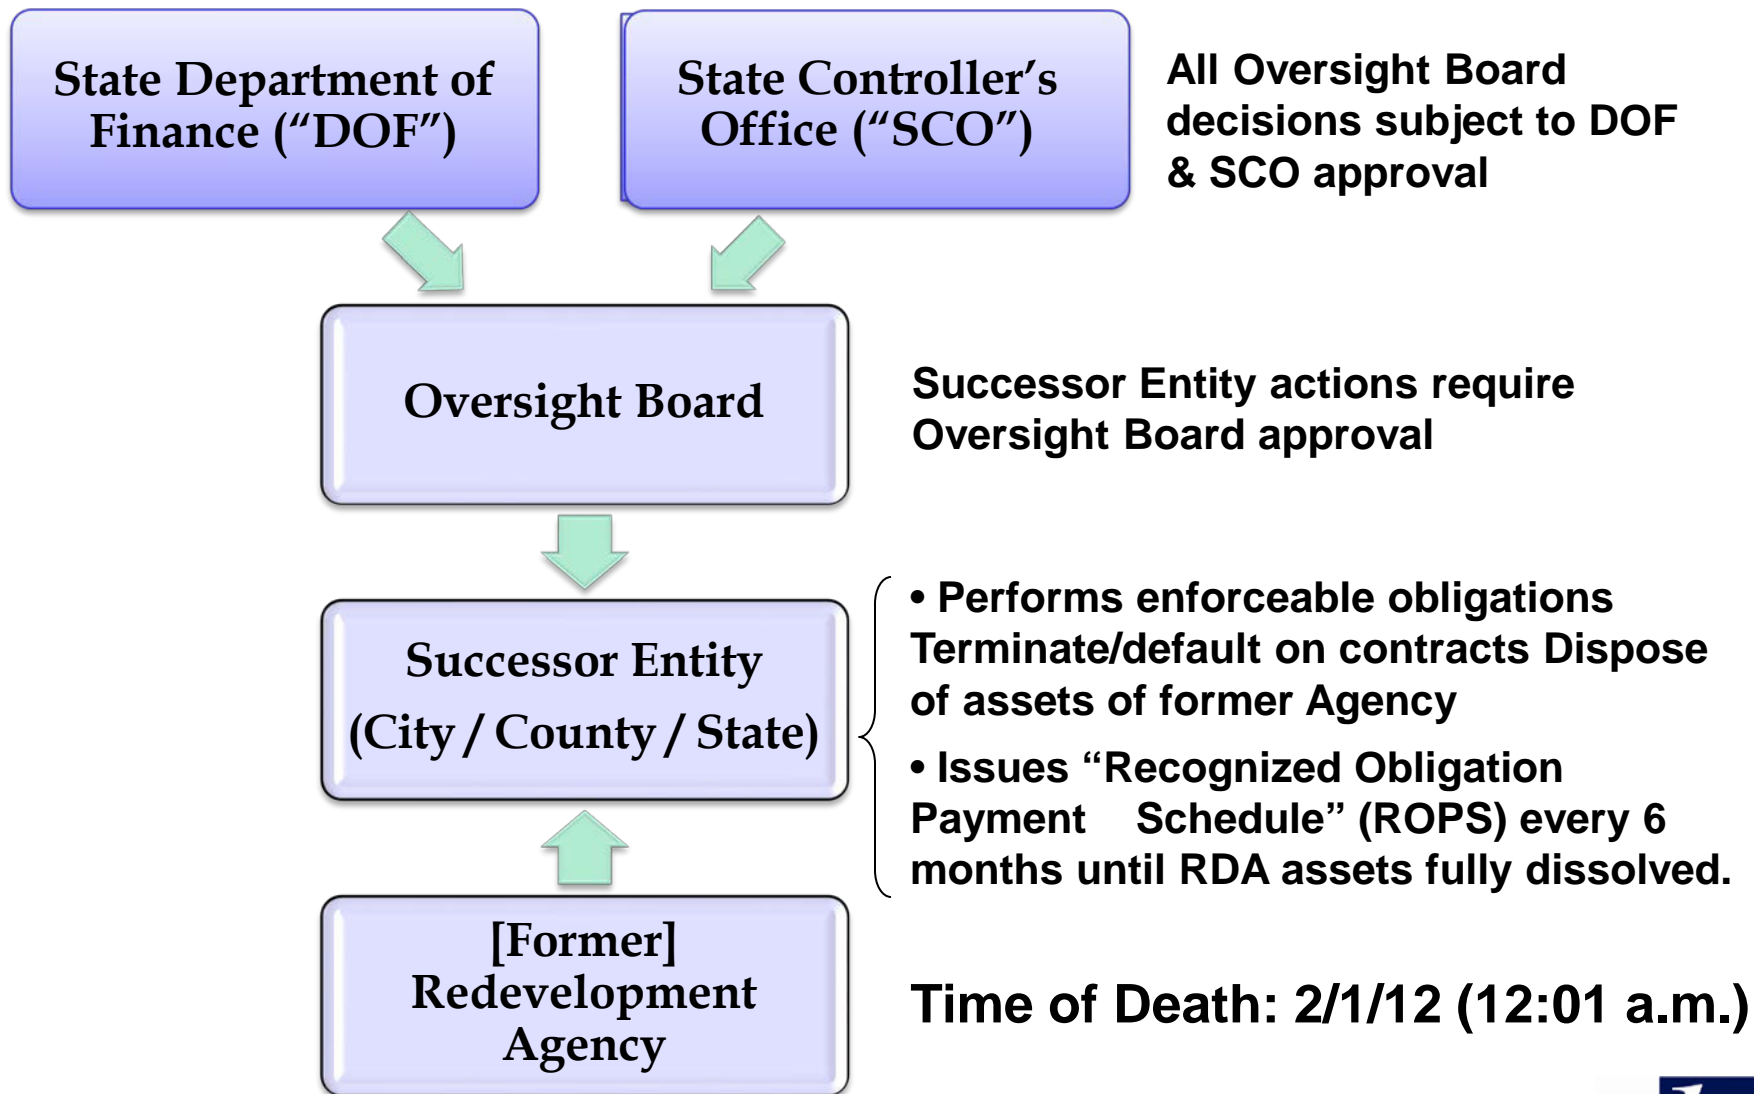 State Department of
Finance (“DOF”)
State Controller’s
Office (“SCO”)
All Oversight Board
decisions subject to DOF
& SCO approval
Oversight Board
Successor Entity actions require
Oversight Board approval
Successor Entity
(City / County / State)
• Performs enforceable obligations
Terminate/default on contracts Dispose
of assets of former Agency
• Issues “Recognized Obligation
Payment Schedule” (ROPS) every 6
months until RDA assets fully dissolved.
[Former]
Redevelopment
Agency
Time of Death: 2/1/12 (12:01 a.m.)